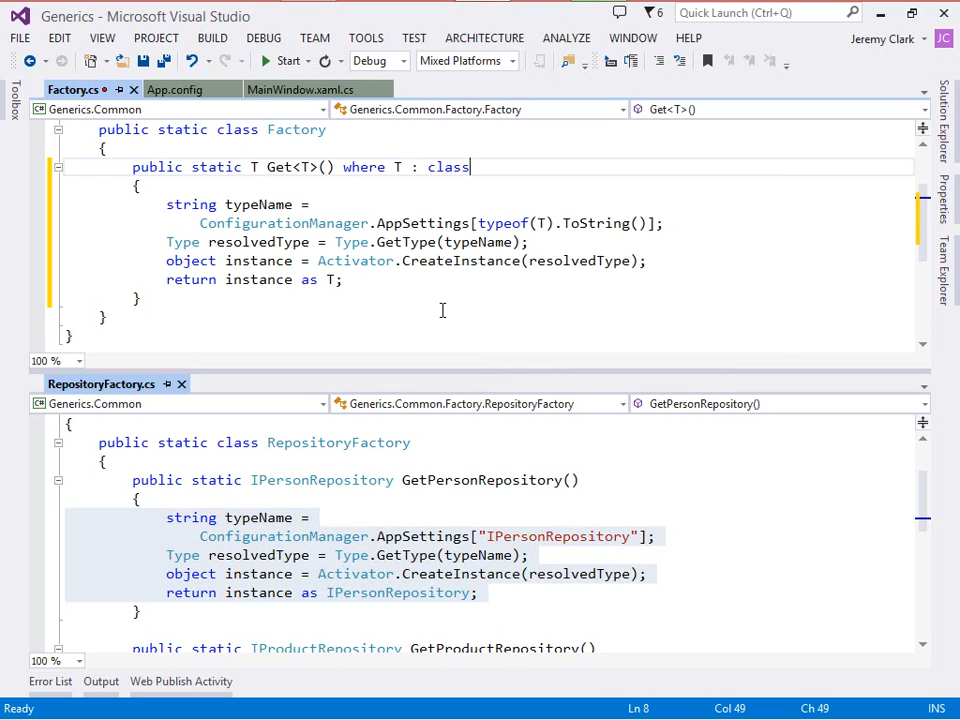 Generics - Microsoft Visual Studio
6
Quick Launch (Ctrl+Q)
FILE EDIT VIEW PROJECT BUILD DEBUG TEAM TOOLS TEST ARCHITECTURE ANALYZE WINDOW HELP
Jeremy Clark JC
Start Debug Mixed Platforms
Toolbox
Factory.cs App.config MainWindow.xaml.cs
Generics.Common Generics.Common.Factory.Factory Get<T>()
public static class Factory
{
public static T Get<T>() where T : class
{
string typeName =
ConfigurationManager.AppSettings[typeof(T).ToString()];
Type resolvedType = Type.GetType(typeName);
object instance = Activator.CreateInstance(resolvedType);
return instance as T;
}
}
}
100 %
RepositoryFactory.cs
Generics.Common Generics.Common.Factory.RepositoryFactory GetPersonRepository()
{
public static class RepositoryFactory
{
public static IPersonRepository GetPersonRepository()
{
string typeName =
ConfigurationManager.AppSettings["IPersonRepository"];
Type resolvedType = Type.GetType(typeName);
object instance = Activator.CreateInstance(resolvedType);
return instance as IPersonRepository;
}
public static IProductRepository GetProductRepository()
100 %
Solution Explorer
Properties
Team Explorer
Error List Output Web Publish Activity
Ready Ln 8 Col 49 Ch 49 INS